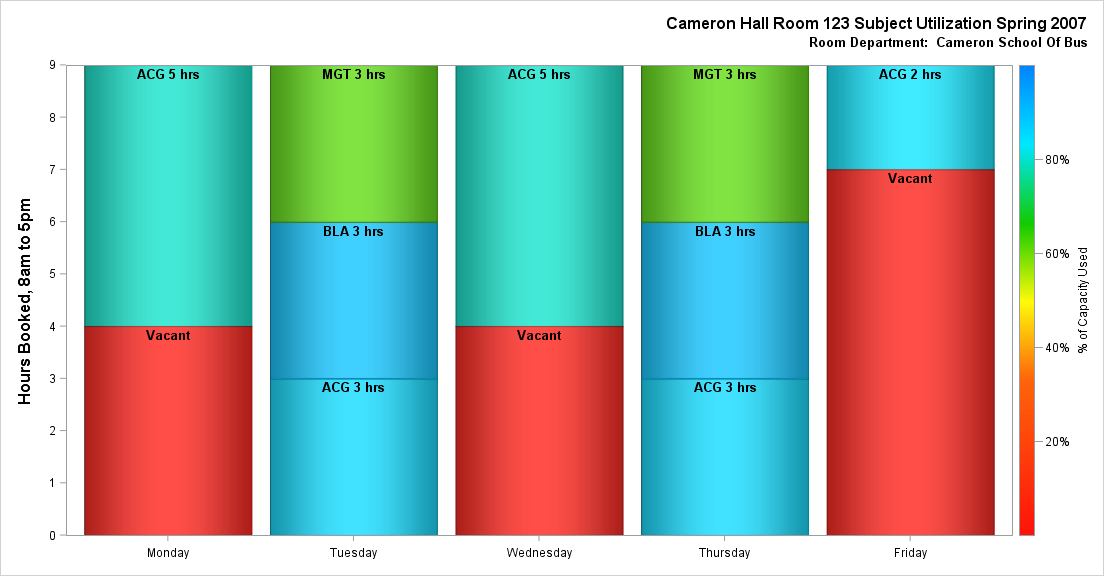 Cameron Hall Room 123 Subject Utilization Spring 2007
Room Department:  Cameron School Of Bus
Hours Booked, 8am to 5pm
9
8
7
6
5
4
3
2
1
0
ACG 5 hrs
Vacant
MGT 3 hrs
BLA 3 hrs
ACG 3 hrs
ACG 5 hrs
Vacant
MGT 3 hrs
BLA 3 hrs
ACG 3 hrs
ACG 2 hrs
Vacant
Monday
Tuesday
Wednesday
Thursday
Friday
80%
60%
40%
20%
% of Capacity Used